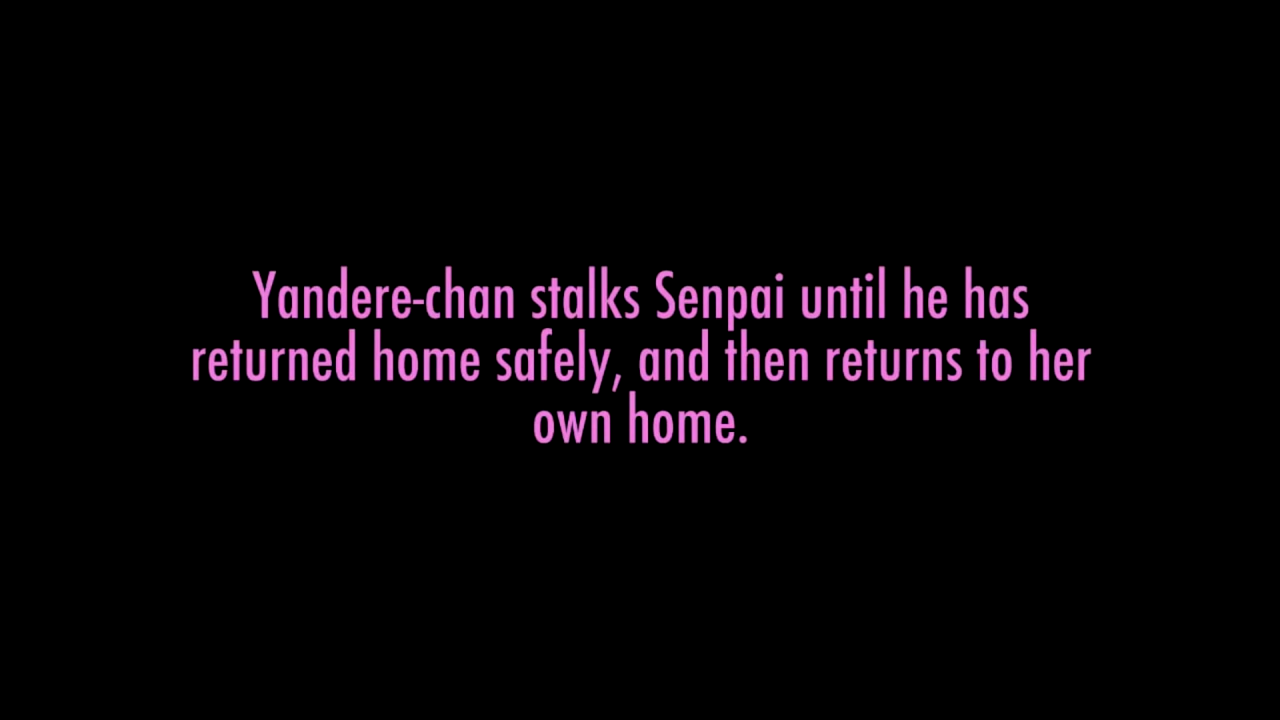 Yandere-chan stalks Senpai until he has
returned home safely, and then returns to her
own home.